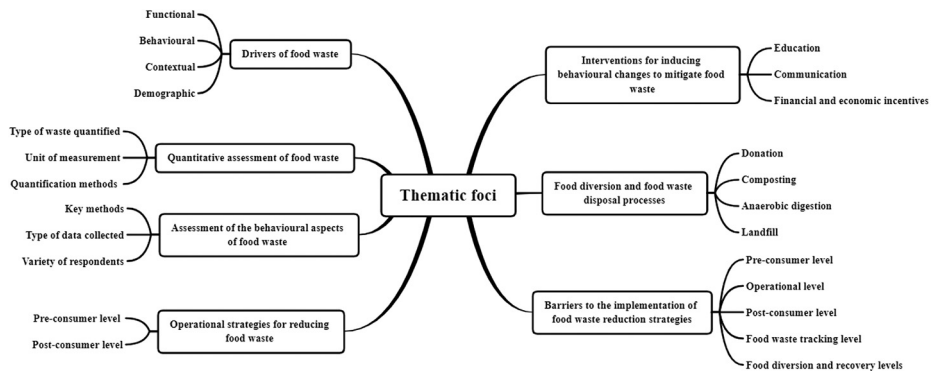 Thematic foci
Drivers of food waste
Functional
Behavioural
Contextual
Demographic
Quantitative assessment of food waste
Type of waste quantified
Unit of measurement
Quantification methods
Assessment of the behavioural aspects
of food waste
Key methods
Type of data collected
Variety of respondents
Operational strategies for reducing
food waste
Pre-consumer level
Post-consumer level
Interventions for inducing
behavioural changes to mitigate food
waste
Education
Communication
Financial and economic incentives
Food diversion and food waste
disposal processes
Donation
Composting
Anaerobic digestion
Landfill
Barriers to the implementation of
food waste reduction strategies
Pre-consumer level
Operational level
Post-consumer level
Food waste tracking level
Food diversion and recovery levels